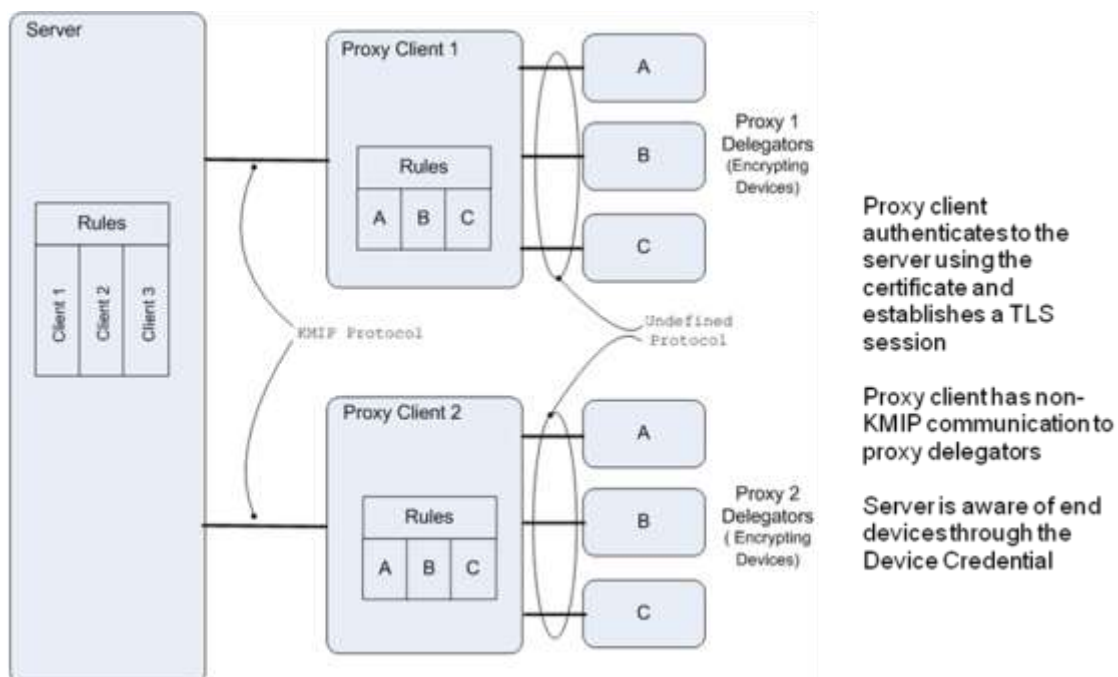 Server
Rules
Client 1
Client 2
Client 3
KMIP Protocol
Proxy Client 1
Rules
A B C
A
B
C
Proxy 1
Delegators
(Encrypting
Devices)
Undefined
Protocol
Proxy Client 2
Rules
A B C
A
B
C
Proxy 2
Delegators
( Encrypting
Devices)
Proxy client
authenticates to the
server using the
certificate and
establishes a TLS
session
Proxy client has non-
KMIP communication to
proxy delegators
Server is aware of end
devices through the
Device Credential